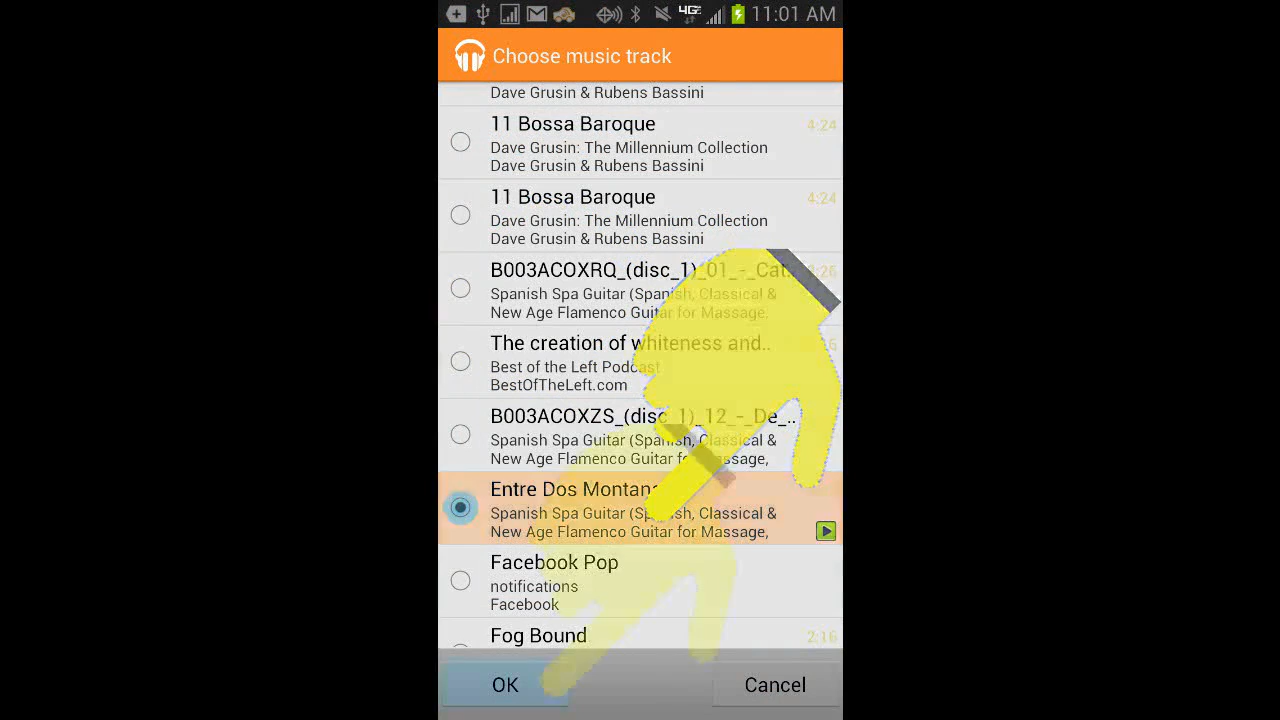 4G 11:01 AM
Choose music track
Dave Grusin & Rubens Bassini
11 Bossa Baroque 4:24
Dave Grusin: The Millennium Collection
Dave Grusin & Rubens Bassini
11 Bossa Baroque 4:24
Dave Grusin: The Millennium Collection
Dave Grusin & Rubens Bassini
B003ACOXRQ_(disc_1)_01_-_Cat..
Spanish Spa Guitar (Spanish, Classical &
New Age Flamenco Guitar for Massage,
The creation of whiteness and..
Best of the Left Podcast
BestOfTheLeft.com
B003ACOXZS_(disc_1)_12_-_De_..
Spanish Spa Guitar (Spanish, Classical &
New Age Flamenco Guitar for Massage,
Entre Dos
Spanish Spa Guitar (Spanish, Classical &
New Age Flamenco Guitar for Massage,
Facebook Pop
notifications
Facebook
Fog Bound 2:16
OK Cancel